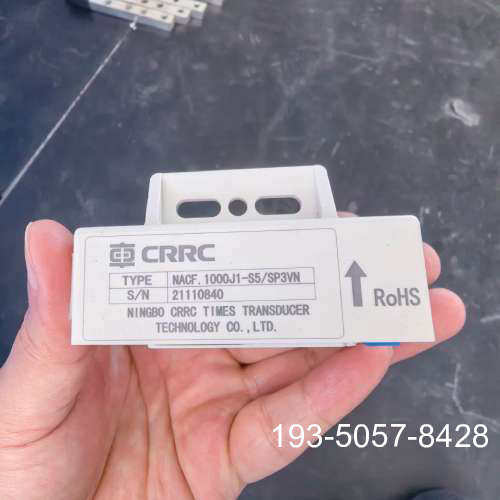 CRRC
TYPE NACF.1000J1-S5/SP3VN
S/N 21110840
NINGBO CRRC TIMES TRANSDUCER
TECHNOLOGY CO.,LTD.
RoHS
193-5057-8428